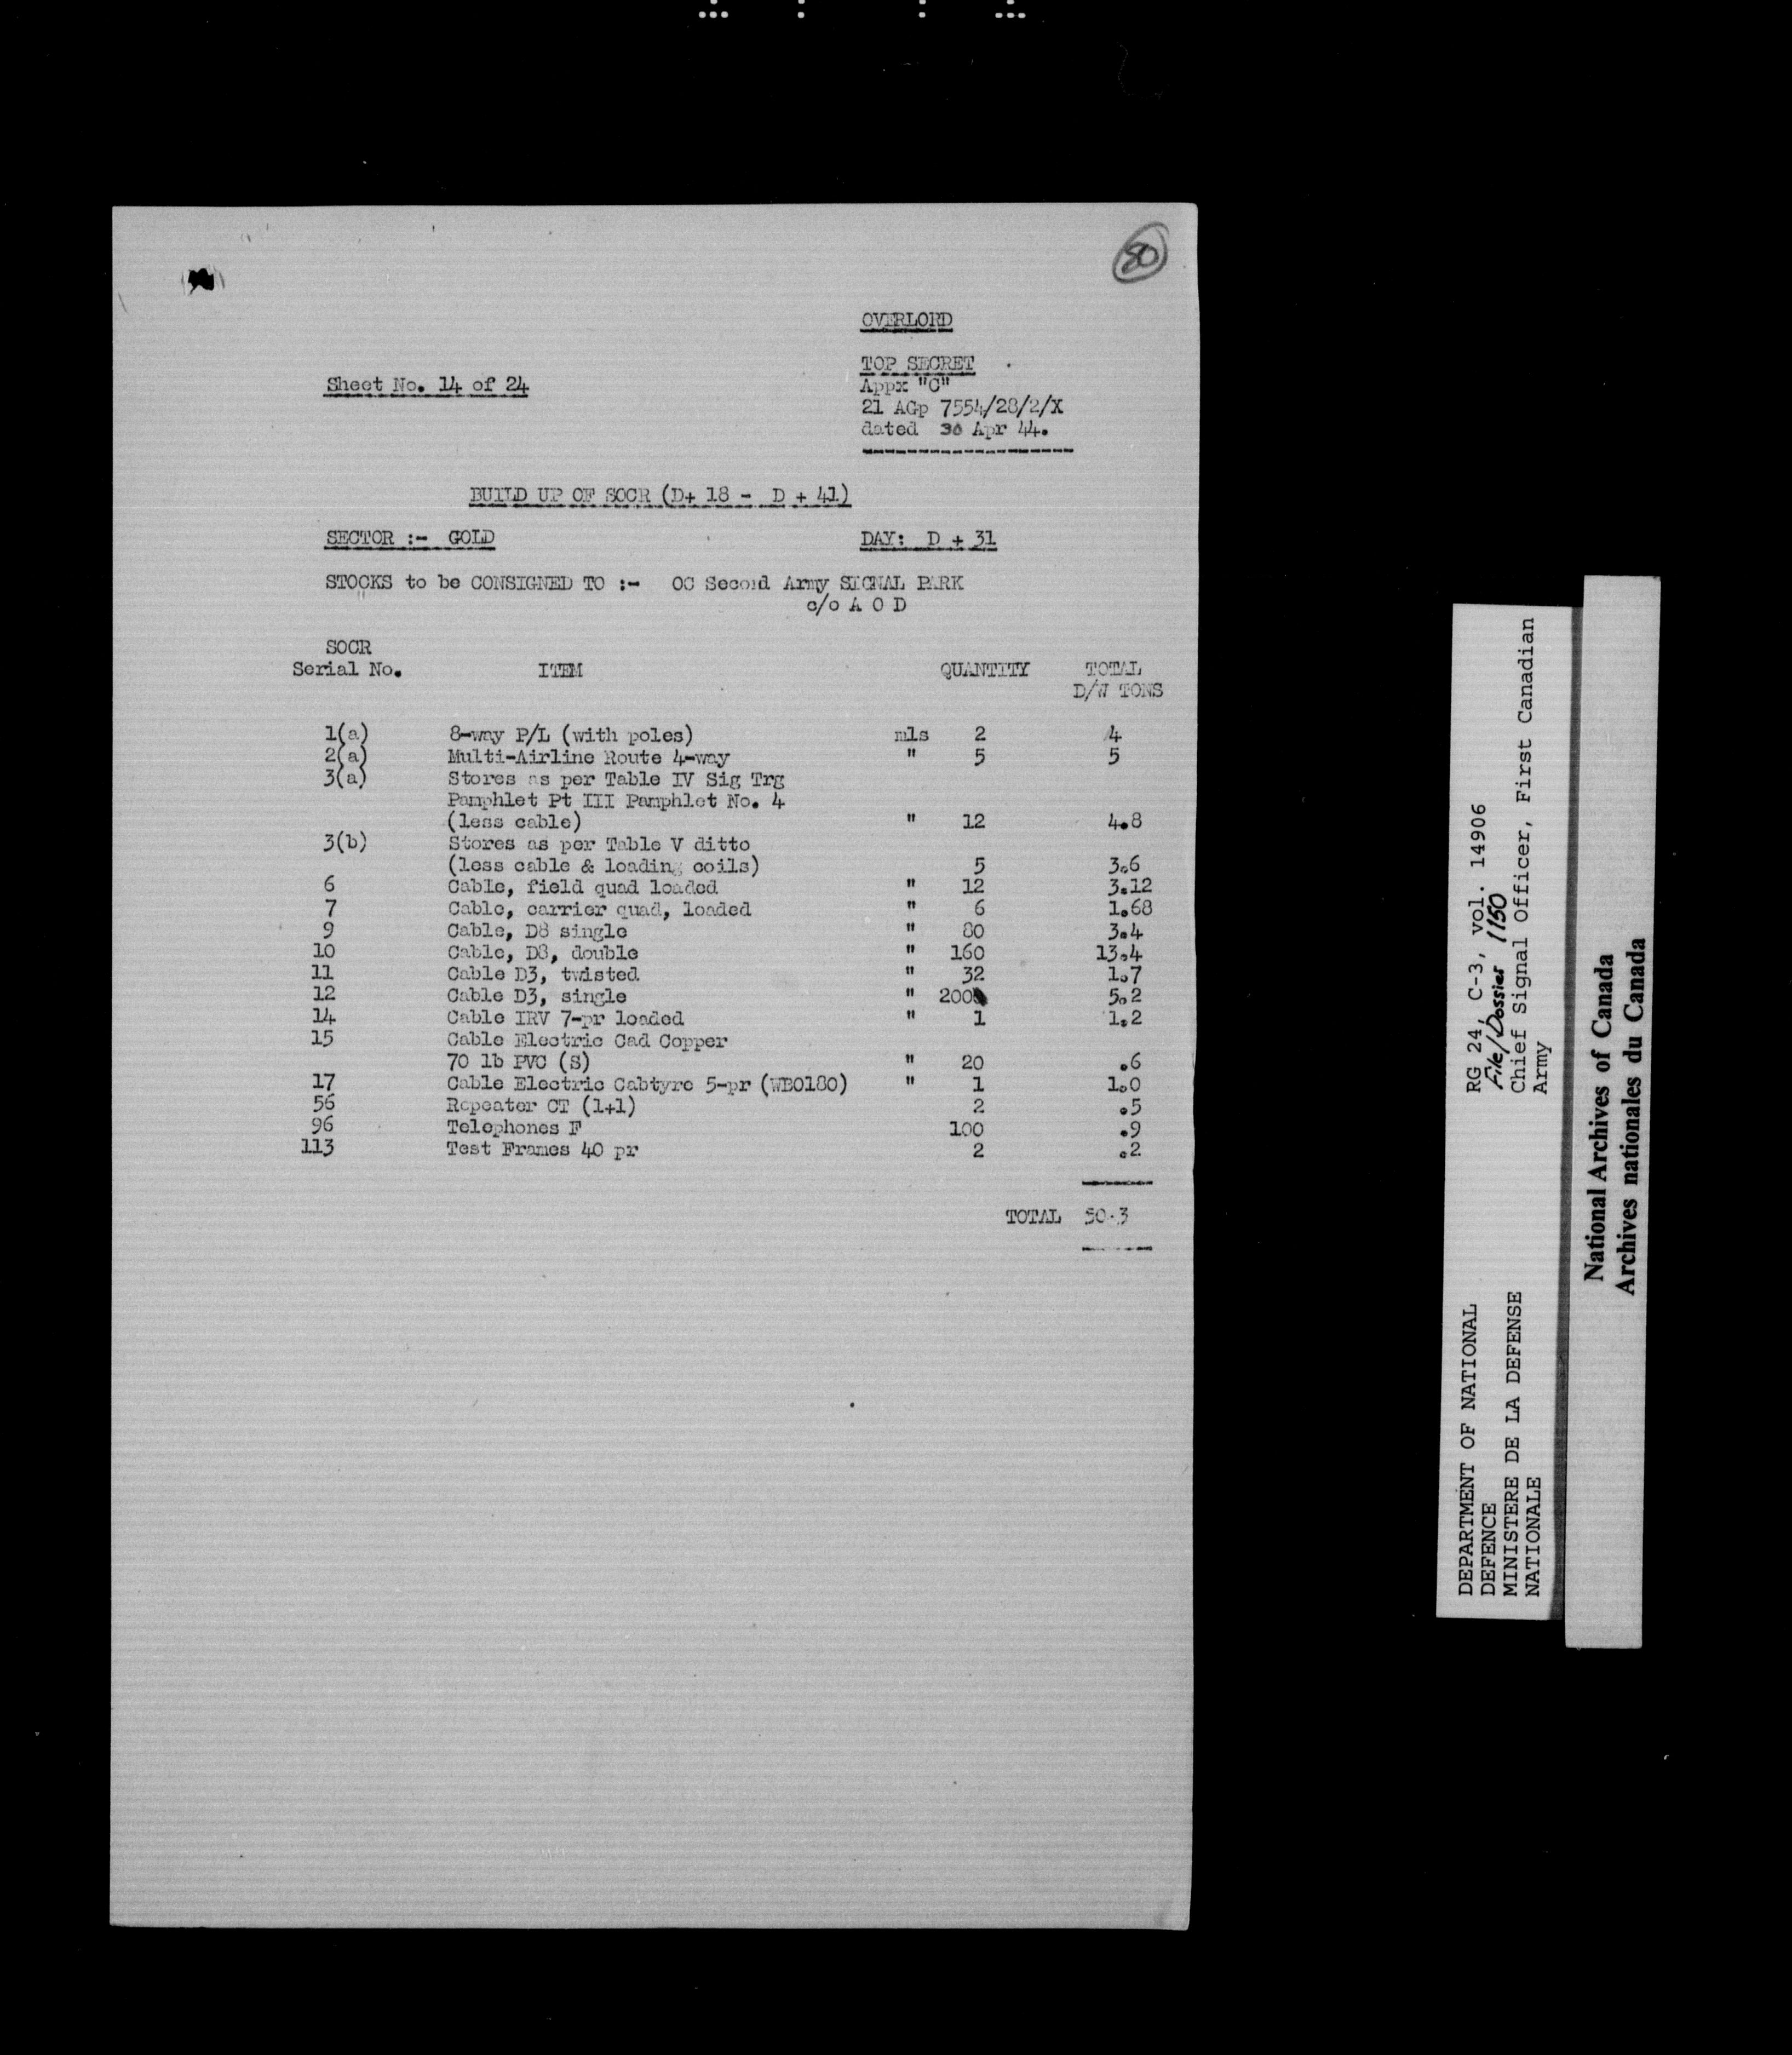 80
OVERLORD
TOP SECRET
Sheet No. 14 of 24
Appx "C"
21 AGp 7554/28/2/X
dated 30 Apr 44.
BUILD UP OF SOCR (D+ 18 - D + 41)
SECTOR :- GOLD DAY: D + 31
STOCKS to be CONSIGNED TO :- OC Second Army SIGNAL PARK
c/o A O D
SOCR
Serial No. ITEM QUANTITY TOTAL
D/W TONS
1(a) 8-way P/L (with poles) mls 2 4
2(a) Multi-Airline Route 4-way " 5 5
3(a) Stores as per Table IV Sig Trg
Pamphlet Pt III Pamphlet No. 4
(less cable) " 12 4.8
3(b) Stores as per Table V ditto
(less cable & loading coils) 5 3.6
6 Cable, field quad loaded " 12 3.12
7 Cable, carrier quad, loaded " 6 1.68
9 Cable, D8 single " 80 3.4
10 Cable, D8, double " 160 13.4
11 Cable D3, twisted " 32 1.7
12 Cable D3, single " 200 5.2
14 Cable IRV 7-pr loaded " 1 1.2
15 Cable Electric Cad Copper
70 lb PVC (S) " 20 .6
17 Cable Electric Cabtyre 5-pr (WB0180) " 1 1.0
56 Repeater CT (1+1) 2 .5
96 Telephones F 100 .9
113 Test Frames 40 pr 2 .2
TOTAL 50.3
DEPARTMENT OF NATIONAL
DEFENCE
MINISTERE DE LA DEFENSE
NATIONALE
RG 24, C-3, vol. 14906
File/Dossier 1150
Chief Signal Officer, First Canadian
Army
National Archives of Canada
Archives nationales du Canada